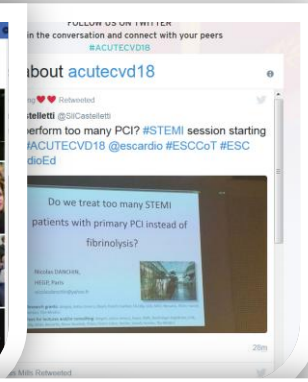 FOLLOW US ON TWITTER
in the conversation and connect with your peers
#ACUTECVD18
about acutecvd18
Retweeted
stelletti @SilCastelletti
perform too many PCI? #STEMI session starting
#ACUTECVD18 @escardio #ESCCoT #ESC
dioEd
Do we treat too many STEMI
patients with primary PCI instead of
fibrinolysis?
Nicolas DANCHIN,
HEGP, Paris
28m
Mills Retweeted